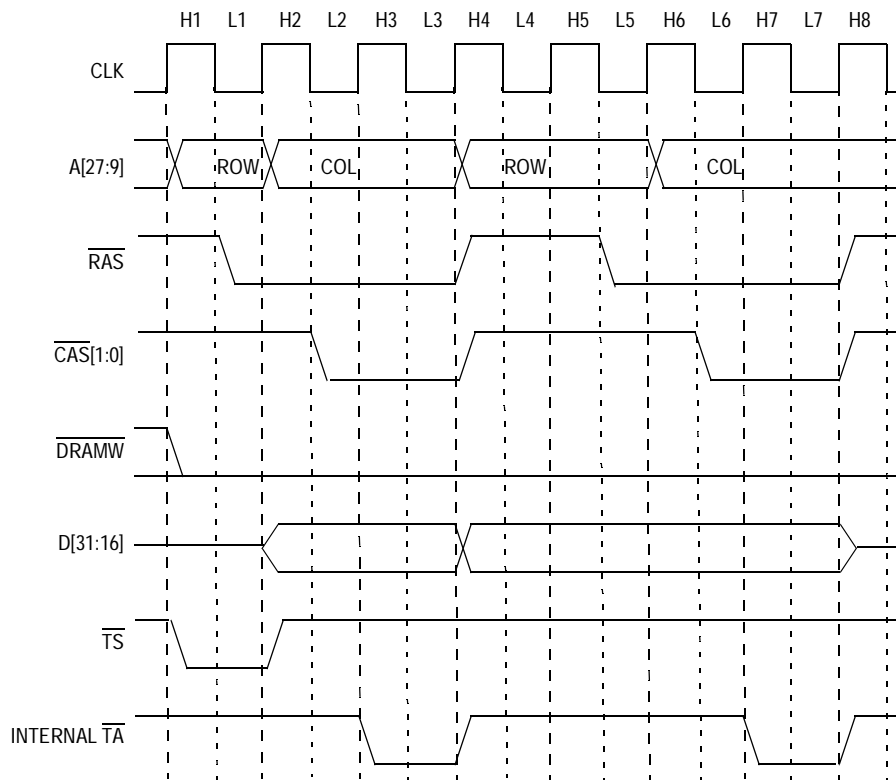 H1 L1 H2 L2 H3 L3 H4 L4 H5 L5 H6 L6 H7 L7 H8
CLK
A[27:9] ROW COL ROW COL
RAS
CAS[1:0]
DRAMW
D[31:16]
TS
INTERNAL TA